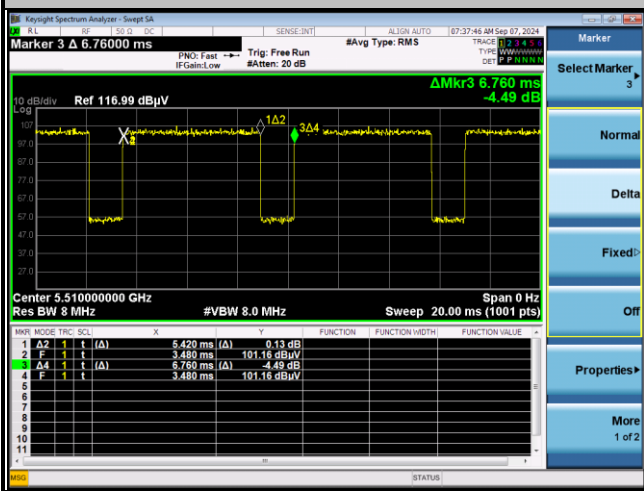 Keysight Spectrum Analyzer - Swept SA
RL RF 50 Ω DC SENSE:INT ALIGN AUTO 07:37:46 AM Sep 07, 2024
Marker 3 Δ 6.76000 ms
PNO: Fast
IFGain:Low
Trig: Free Run
#Atten: 20 dB
#Avg Type: RMS
TRACE 1 2 3 4 5 6
TYPE WWWWWW
DET P P N N N N
ΔMkr3 6.760 ms
-4.49 dB
10 dB/div Ref 116.99 dBµV
Log
107
97.0
87.0
77.0
67.0
57.0
47.0
37.0
27.0
1Δ2
3Δ4
Center 5.510000000 GHz Span 0 Hz
Res BW 8 MHz #VBW 8.0 MHz Sweep 20.00 ms (1001 pts)
MKR MODE TRC SCL X Y FUNCTION FUNCTION WIDTH FUNCTION VALUE
1 Δ2 1 t (Δ) 5.420 ms (Δ) 0.13 dB
2 F 1 t 3.480 ms 101.16 dBµV
3 Δ4 1 t (Δ) 6.760 ms (Δ) -4.49 dB
4 F 1 t 3.480 ms 101.16 dBµV
5
6
7
8
9
10
11
MSG STATUS
Marker
Select Marker
3
Normal
Delta
Fixed
Off
Properties
More
1 of 2